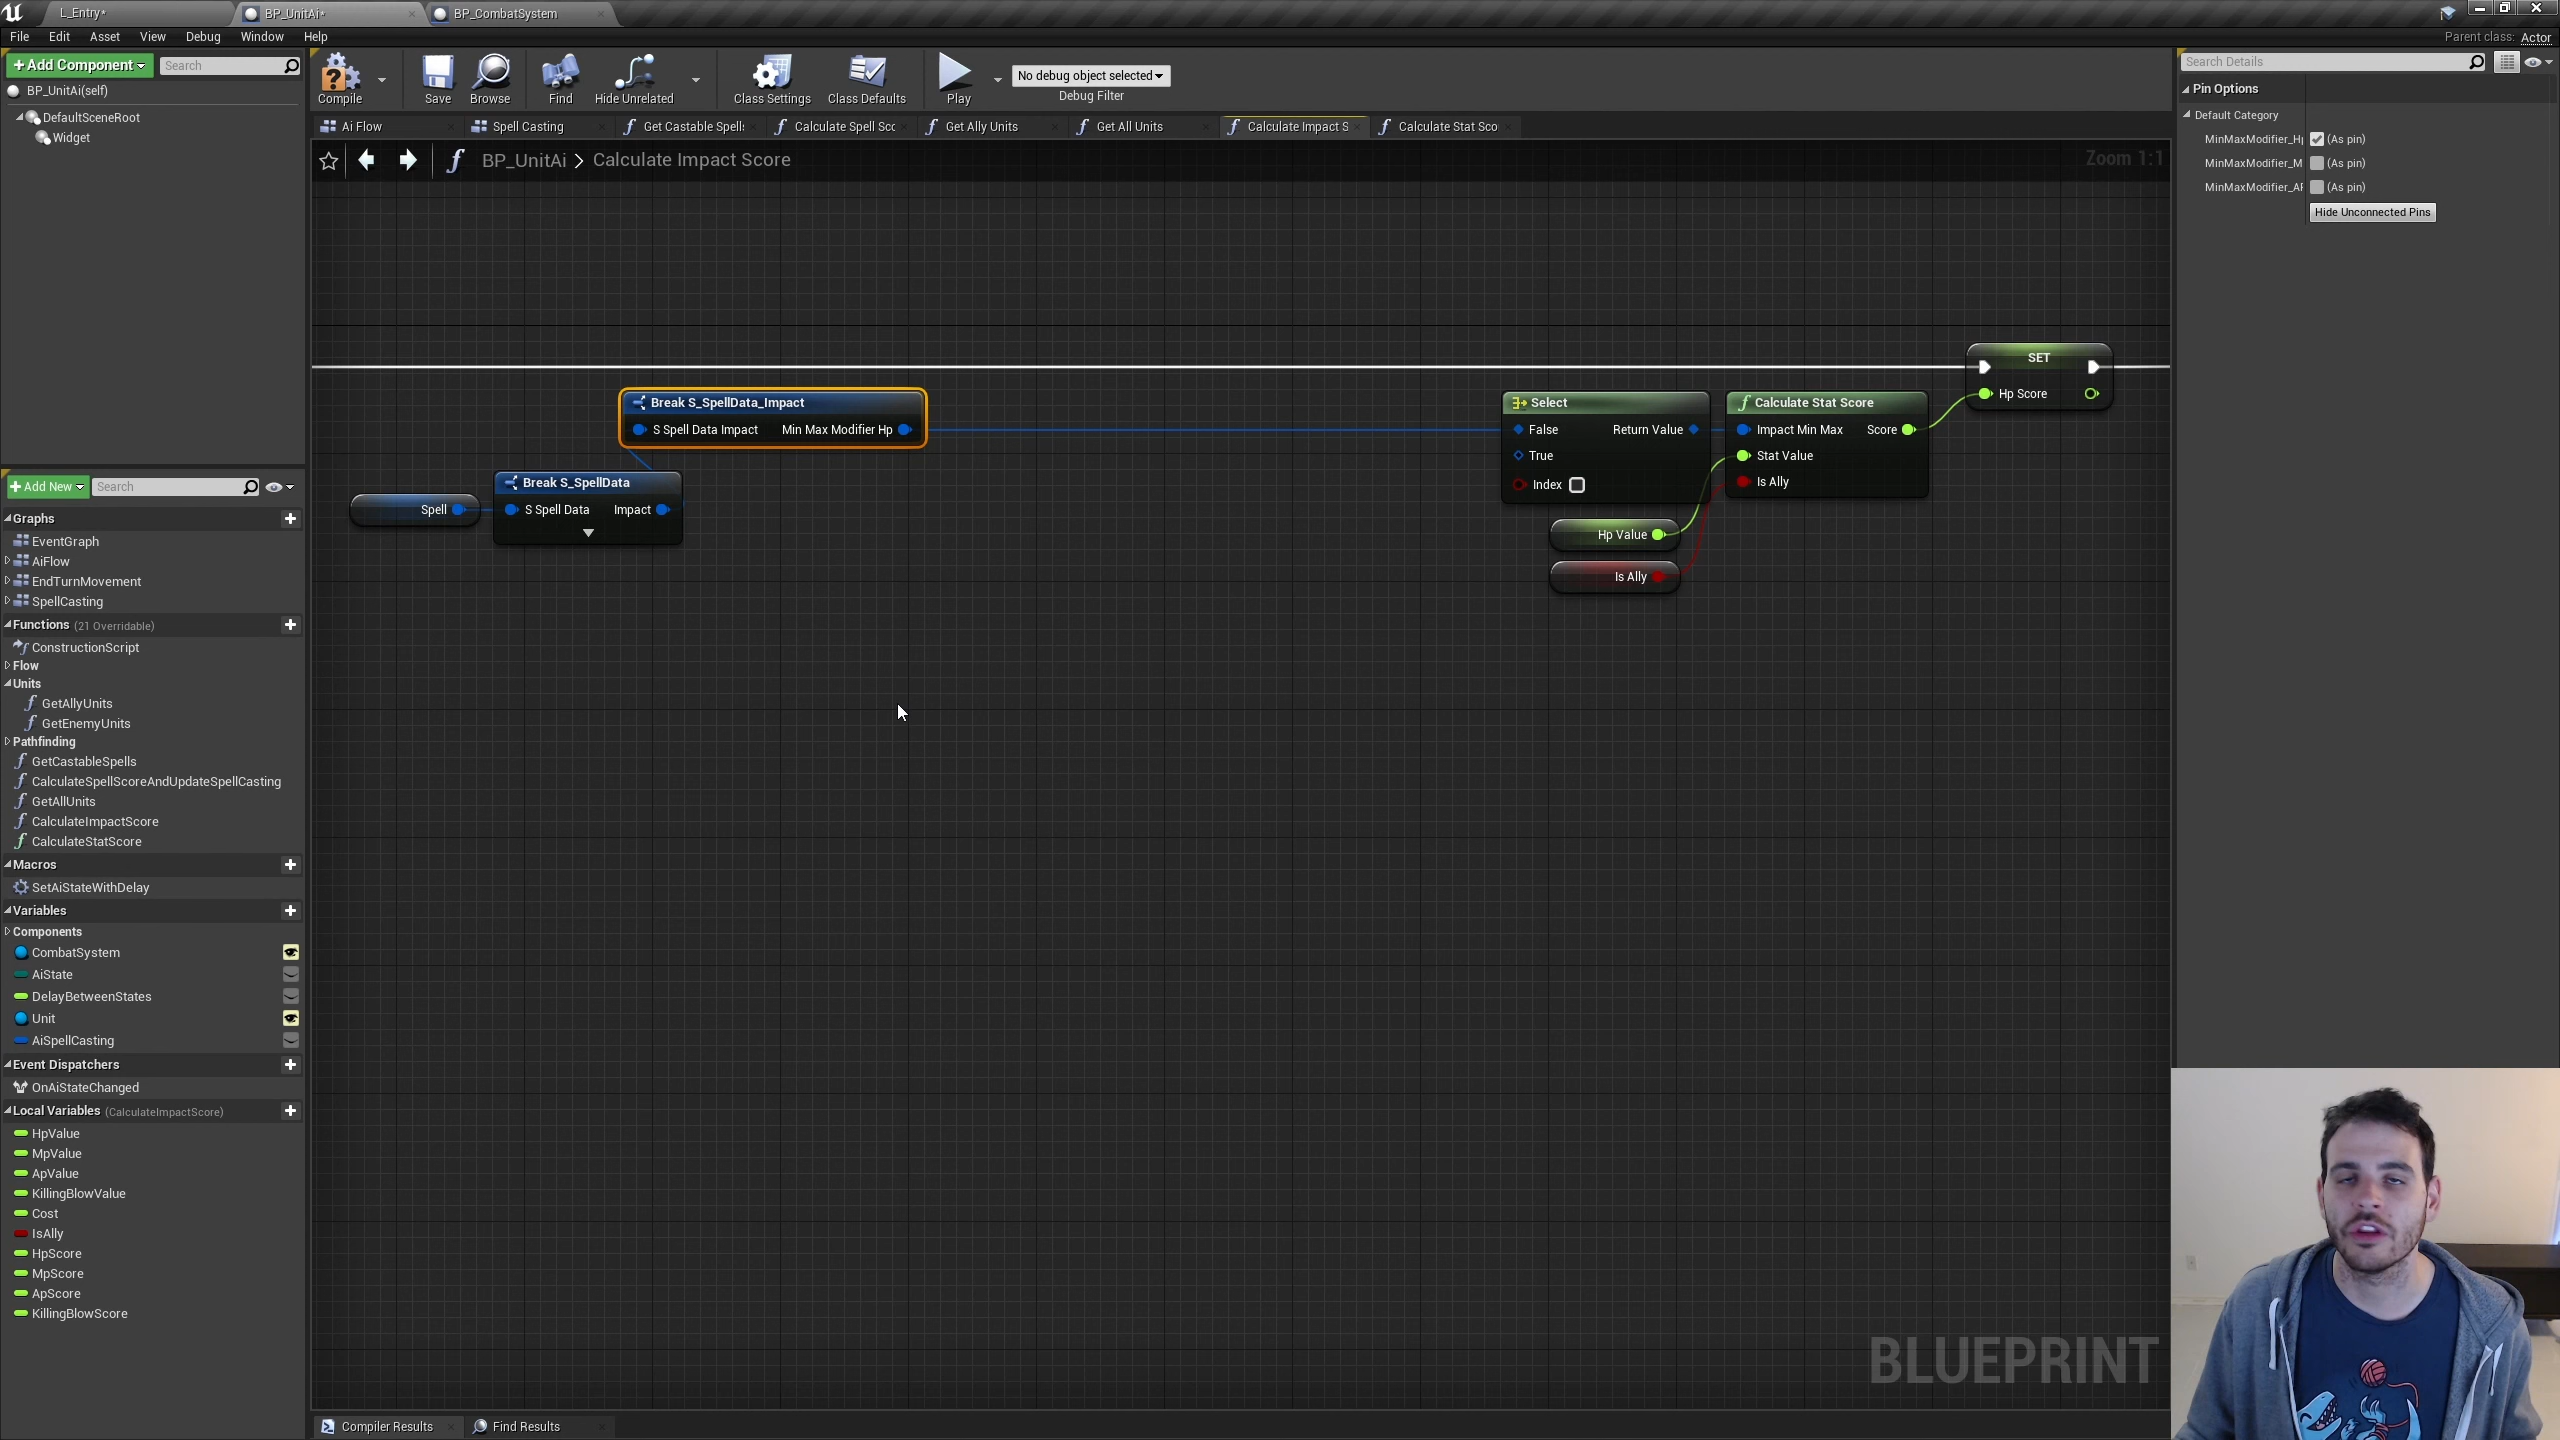 L_Entry*
BP_UnitAi*
BP_CombatSystem
File Edit Asset View Debug Window Help
Parent class: Actor
Add Component
Search
BP_UnitAi(self)
DefaultSceneRoot
Widget
Compile
Save
Browse
Find
Hide Unrelated
Class Settings
Class Defaults
Play
No debug object selected
Debug Filter
Search Details
Pin Options
Default Category
MinMaxModifier_H (As pin)
MinMaxModifier_M (As pin)
MinMaxModifier_A (As pin)
Hide Unconnected Pins
Ai Flow
Spell Casting
Get Castable Spells
Calculate Spell Sco
Get Ally Units
Get All Units
Calculate Impact S
Calculate Stat Sco
BP_UnitAi > Calculate Impact Score
Zoom 1:1
SET
Hp Score
Break S_SpellData_Impact
S Spell Data Impact Min Max Modifier Hp
Select
False Return Value
True
Index
Calculate Stat Score
Impact Min Max Score
Stat Value
Is Ally
Break S_SpellData
S Spell Data Impact
Spell
Hp Value
Is Ally
Add New
Search
Graphs
EventGraph
AiFlow
EndTurnMovement
SpellCasting
Functions (21 Overridable)
ConstructionScript
Flow
Units
GetAllyUnits
GetEnemyUnits
Pathfinding
GetCastableSpells
CalculateSpellScoreAndUpdateSpellCasting
GetAllUnits
CalculateImpactScore
CalculateStatScore
Macros
SetAiStateWithDelay
Variables
Components
CombatSystem
AiState
DelayBetweenStates
Unit
AiSpellCasting
Event Dispatchers
OnAiStateChanged
Local Variables (CalculateImpactScore)
HpValue
MpValue
ApValue
KillingBlowValue
Cost
IsAlly
HpScore
MpScore
ApScore
KillingBlowScore
BLUEPRINT
Compiler Results
Find Results